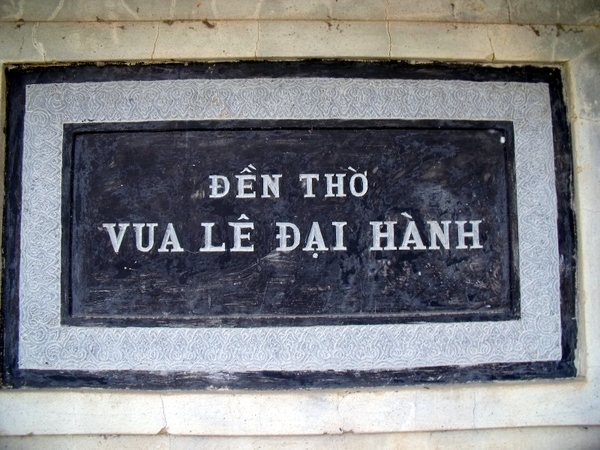 ĐỀN THỜ
VUA LÊ ĐẠI HÀNH